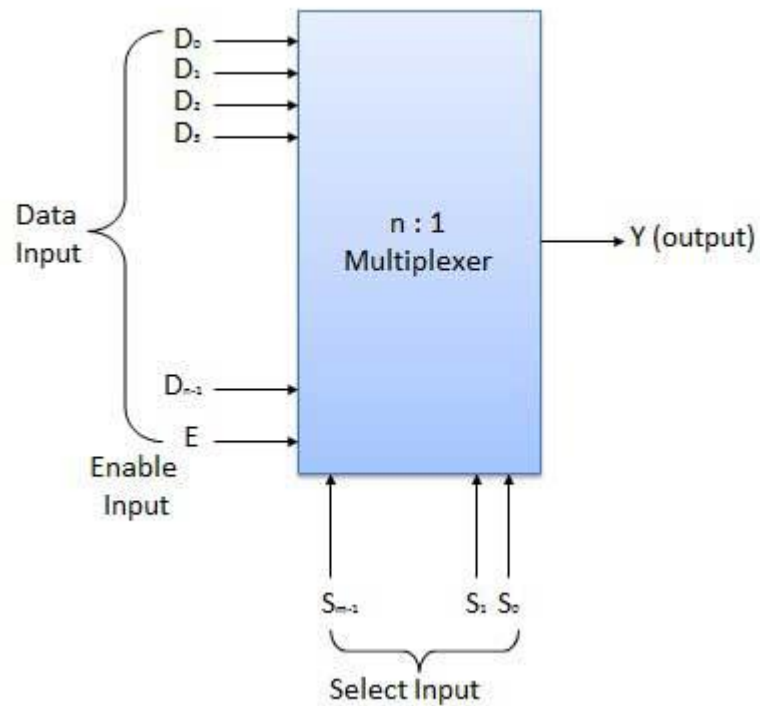 D₀
D₁
D₂
D₃
Data
Input
n : 1
Multiplexer
Y (output)
Dₙ₋₁
E
Enable
Input
Sₘ₋₁
S₁ S₀
Select Input